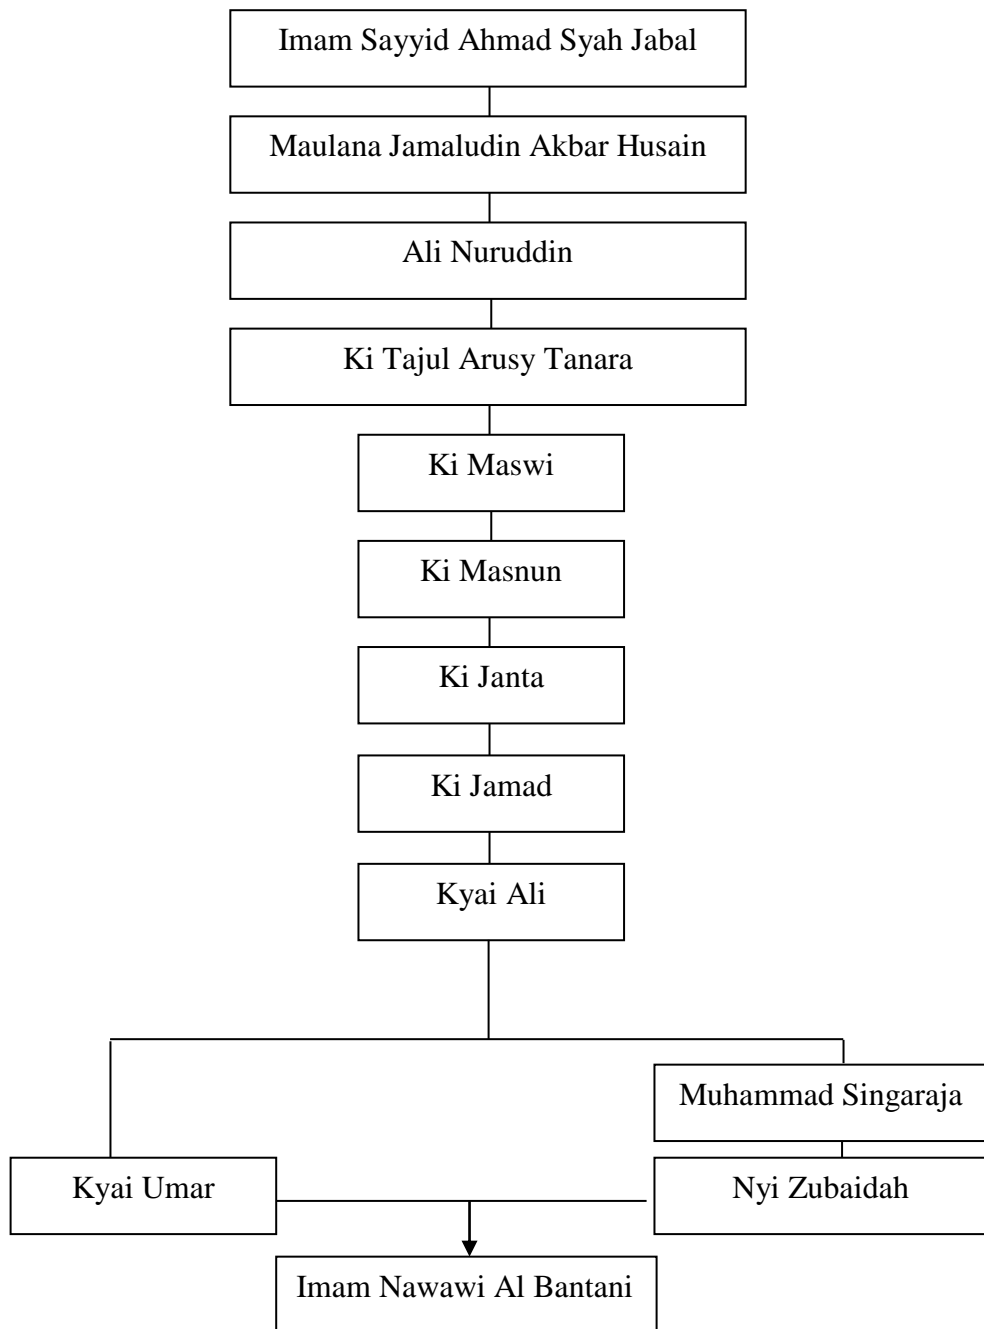 Imam Sayyid Ahmad Syah Jabal
Maulana Jamaludin Akbar Husain
Ali Nuruddin
Ki Tajul Arusy Tanara
Ki Maswi
Ki Masnun
Ki Janta
Ki Jamad
Kyai Ali
Muhammad Singaraja
Kyai Umar
Nyi Zubaidah
Imam Nawawi Al Bantani